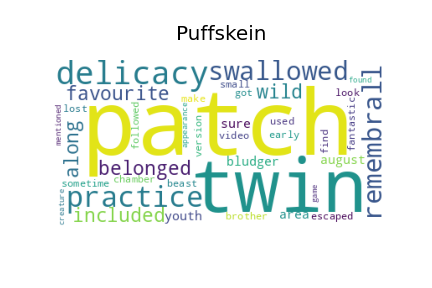 Puffskein
delicacy swallowed found
favourite small got wild look
mentioned lost followed make appearance version sure used fantastic remembrall
patch
along video early find
belonged bludger august
sometime chamber beast twin
creature practice game
included youth brother area escaped